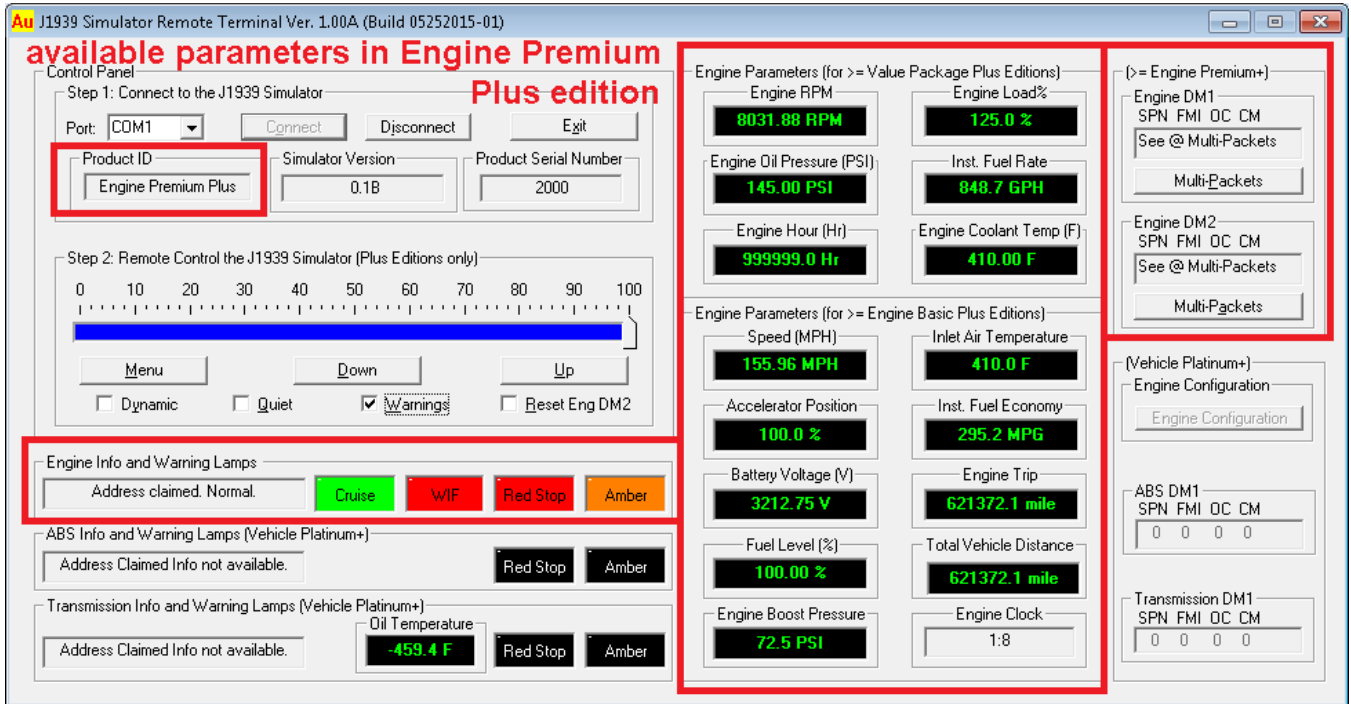 Au J1939 Simulator Remote Terminal Ver. 1.00A (Build 05252015-01)
available parameters in Engine Premium
Plus edition
Control Panel
Step 1: Connect to the J1939 Simulator
Port: COM1 Connect Disconnect Exit
Product ID Simulator Version Product Serial Number
Engine Premium Plus 0.1B 2000
Step 2: Remote Control the J1939 Simulator (Plus Editions only)
0 10 20 30 40 50 60 70 80 90 100
Menu Down Up
Dynamic Quiet Warnings Reset Eng DM2
Engine Info and Warning Lamps
Address claimed. Normal. Cruise WIF Red Stop Amber
ABS Info and Warning Lamps (Vehicle Platinum+)
Address Claimed Info not available. Red Stop Amber
Transmission Info and Warning Lamps (Vehicle Platinum+)
Oil Temperature
Address Claimed Info not available. -459.4 F Red Stop Amber
Engine Parameters (for >= Value Package Plus Editions)
Engine RPM Engine Load%
8031.88 RPM 125.0 %
Engine Oil Pressure (PSI) Inst. Fuel Rate
145.00 PSI 848.7 GPH
Engine Hour (Hr) Engine Coolant Temp (F)
999999.0 Hr 410.00 F
Engine Parameters (for >= Engine Basic Plus Editions)
Speed (MPH) Inlet Air Temperature
155.96 MPH 410.0 F
Accelerator Position Inst. Fuel Economy
100.0 % 295.2 MPG
Battery Voltage (V) Engine Trip
3212.75 V 621372.1 mile
Fuel Level (%) Total Vehicle Distance
100.00 % 621372.1 mile
Engine Boost Pressure Engine Clock
72.5 PSI 1:8
(>= Engine Premium+)
Engine DM1
SPN FMI OC CM
See @ Multi-Packets
Multi-Packets
Engine DM2
SPN FMI OC CM
See @ Multi-Packets
Multi-Packets
(Vehicle Platinum+)
Engine Configuration
Engine Configuration
ABS DM1
SPN FMI OC CM
0 0 0 0
Transmission DM1
SPN FMI OC CM
0 0 0 0